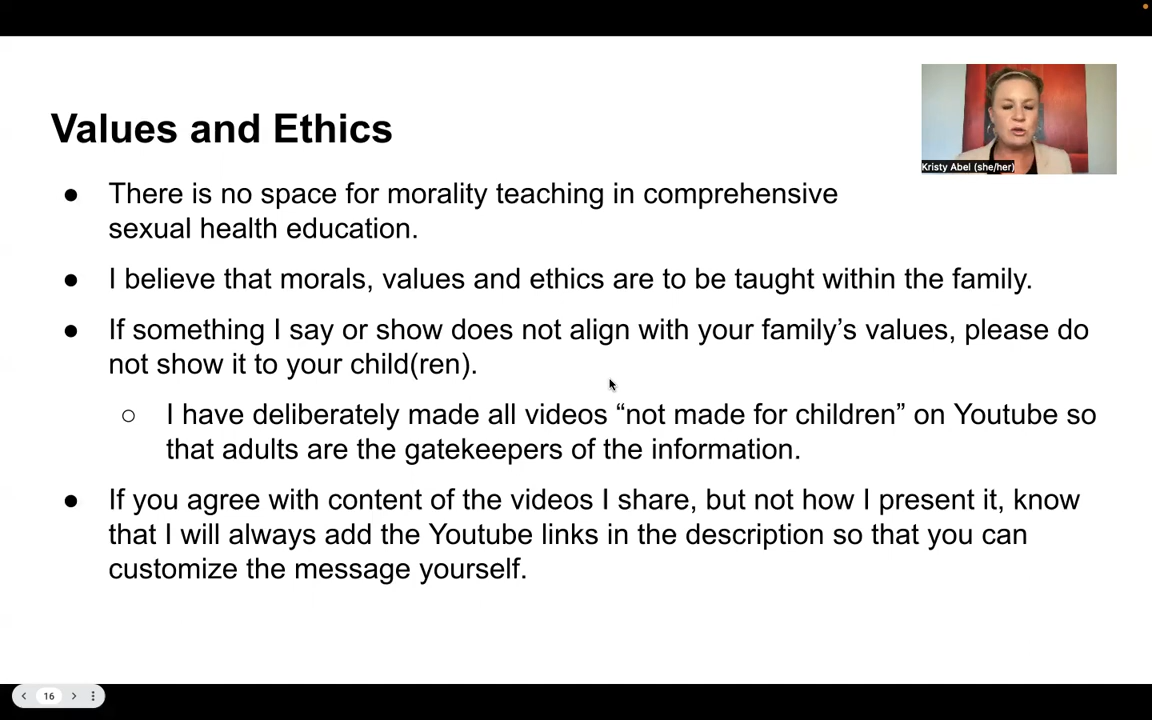 Kristy Abel (she/her)
Values and Ethics
● There is no space for morality teaching in comprehensive
sexual health education.
● I believe that morals, values and ethics are to be taught within the family.
● If something I say or show does not align with your family’s values, please do
not show it to your child(ren).
○ I have deliberately made all videos “not made for children” on Youtube so
that adults are the gatekeepers of the information.
● If you agree with content of the videos I share, but not how I present it, know
that I will always add the Youtube links in the description so that you can
customize the message yourself.
16